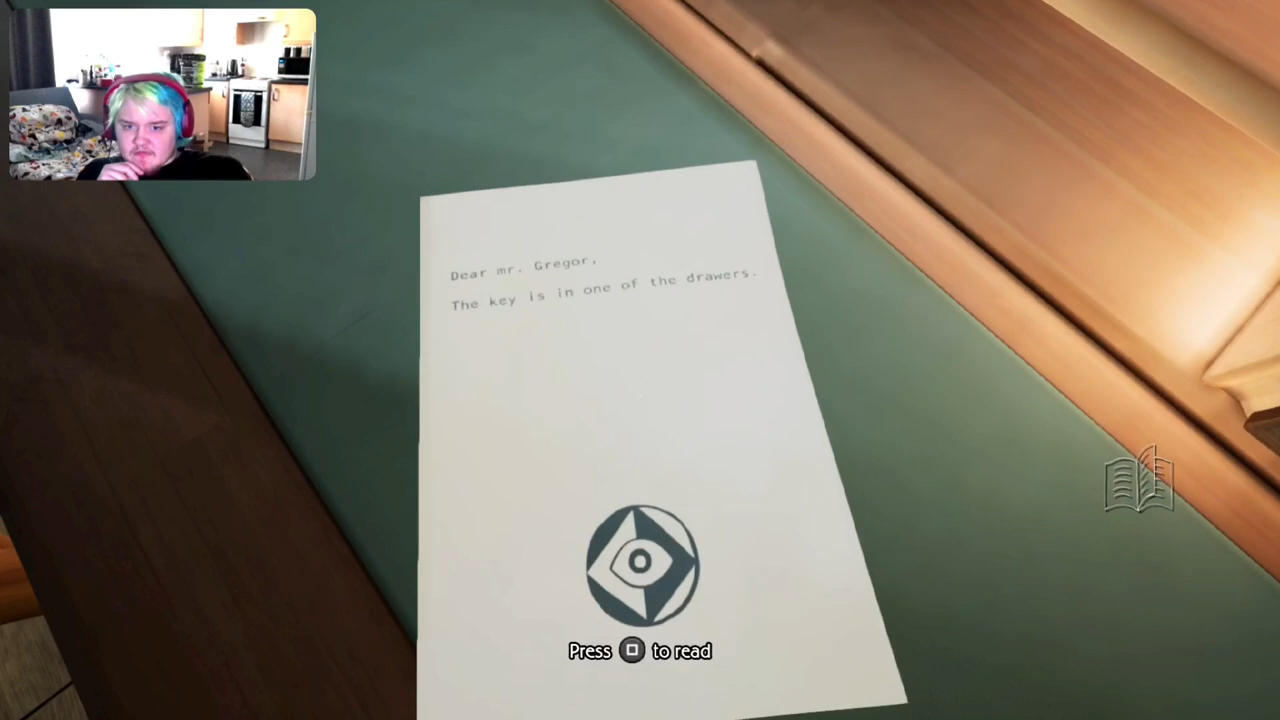 Dear mr. Gregor,
The key is in one of the drawers.
Press to read